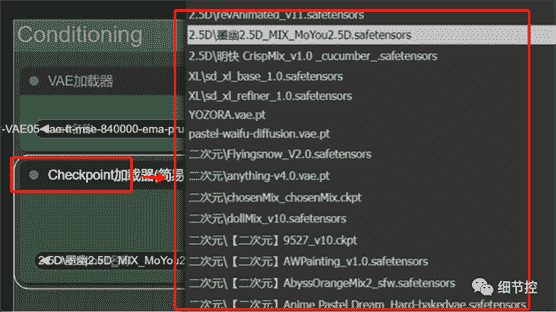 Conditioning
VAE加载器
-VAE05
ae-ft-mse-840000-ema-pru
Checkpoint加载器(简易
2.5D\墨幽2.5D_MIX_MoYou2
2.5D\revAnimated_v11.safetensors
2.5D\墨幽2.5D_MIX_MoYou2.5D.safetensors
2.5D\明快 CrispMix_v1.0 _cucumber_.safetensors
XL\sd_xl_base_1.0.safetensors
XL\sd_xl_refiner_1.0.safetensors
YOZORA.vae.pt
pastel-waifu-diffusion.vae.pt
二次元\Flyingsnow_V2.0.safetensors
二次元\anything-v4.0.vae.pt
二次元\chosenMix_chosenMix.ckpt
二次元\dollMix_v10.safetensors
二次元\【二次元】9527_v10.ckpt
二次元\【二次元】AWPainting_v1.0.safetensors
二次元\【二次元】AbyssOrangeMix2_sfw.safetensors
二次元\【二次元】Anime Pastel Dream_Hard-bakedvae.safetensors
细节控